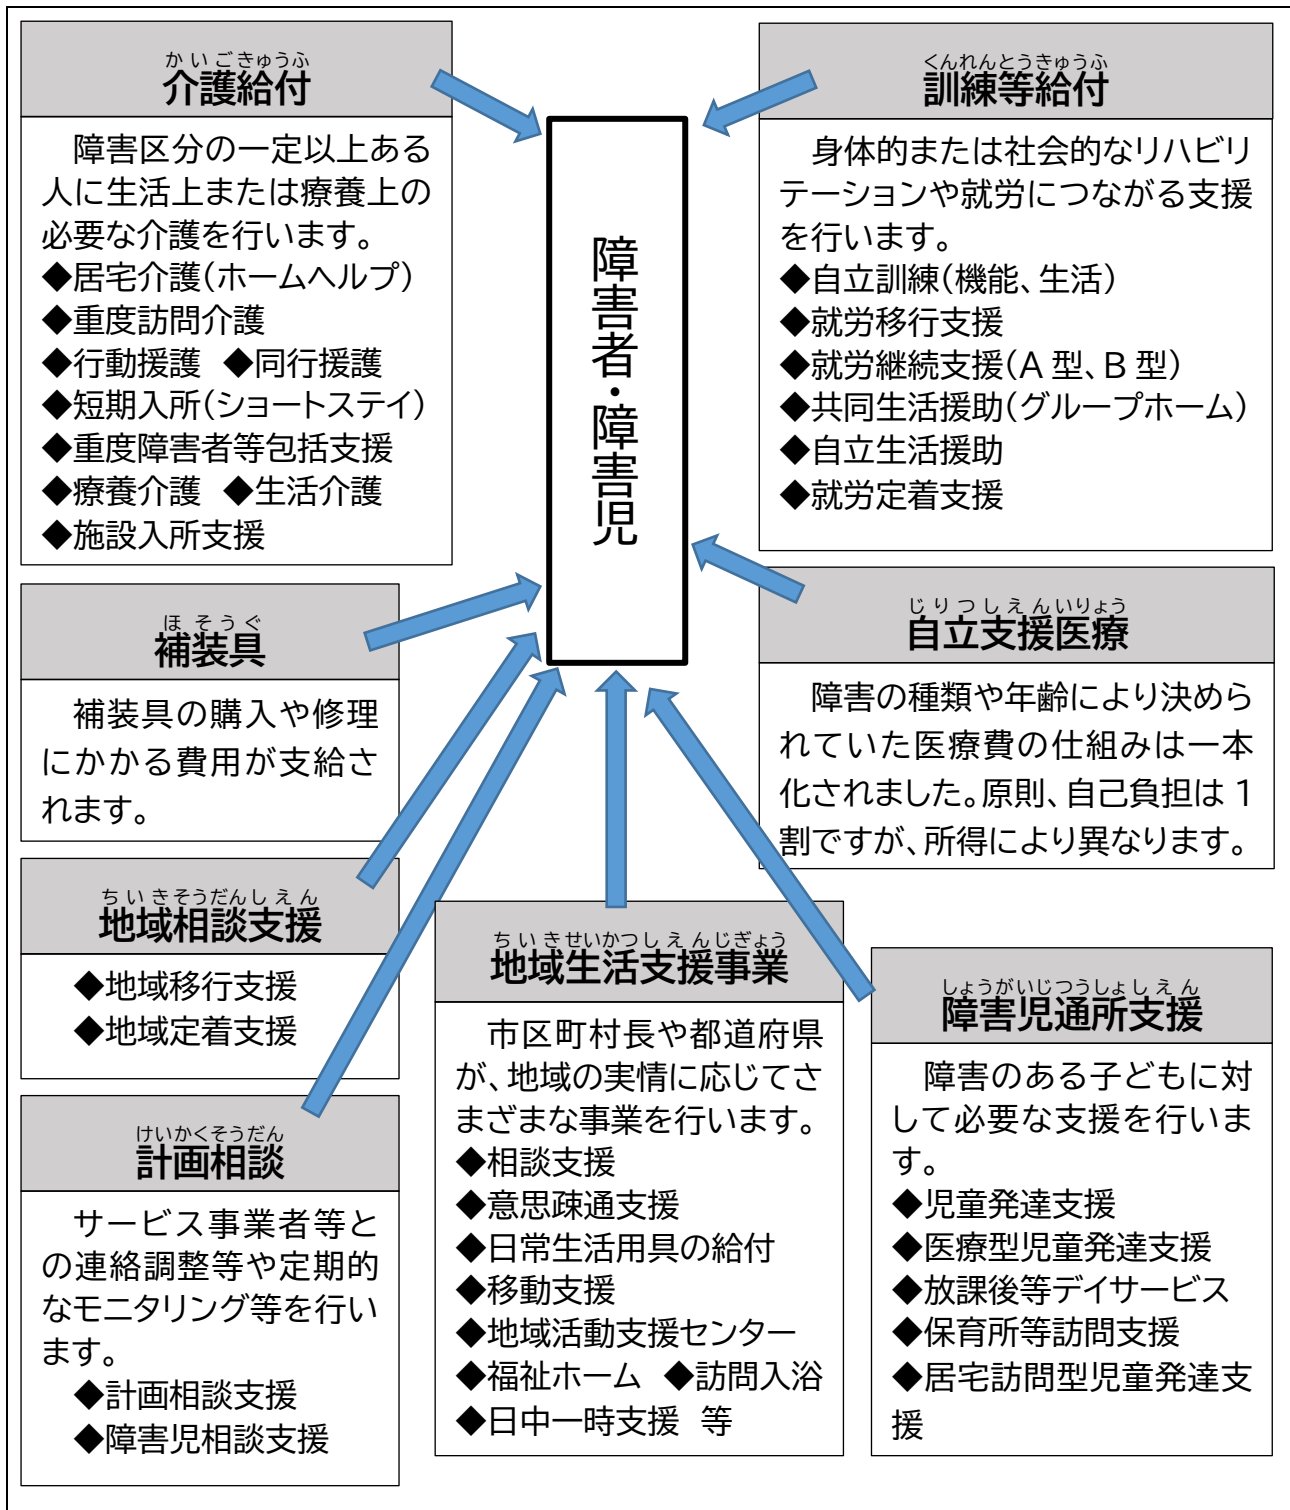 かいごきゅうふ
介護給付
障害区分の一定以上ある
人に生活上または療養上の
必要な介護を行います。
◆居宅介護(ホームヘルプ)
◆重度訪問介護
◆行動援護 ◆同行援護
◆短期入所(ショートステイ)
◆重度障害者等包括支援
◆療養介護 ◆生活介護
◆施設入所支援
くんれんとうきゅうふ
訓練等給付
身体的または社会的なリハビリ
テーションや就労につながる支援
を行います。
◆自立訓練(機能、生活)
◆就労移行支援
◆就労継続支援(A 型、B 型)
◆共同生活援助(グループホーム)
◆自立生活援助
◆就労定着支援
障害者・障害児
ほそうぐ
補装具
補装具の購入や修理
にかかる費用が支給さ
れます。
じりつしえんいりょう
自立支援医療
障害の種類や年齢により決めら
れていた医療費の仕組みは一本
化されました。原則、自己負担は 1
割ですが、所得により異なります。
ちいきそうだんしえん
地域相談支援
◆地域移行支援
◆地域定着支援
けいかくそうだん
計画相談
サービス事業者等と
の連絡調整等や定期的
なモニタリング等を行い
ます。
◆計画相談支援
◆障害児相談支援
ちいきせいかつしえんじぎょう
地域生活支援事業
市区町村長や都道府県
が、地域の実情に応じてさ
まざまな事業を行います。
◆相談支援
◆意思疎通支援
◆日常生活用具の給付
◆移動支援
◆地域活動支援センター
◆福祉ホーム ◆訪問入浴
◆日中一時支援 等
しょうがいじつうしょしえん
障害児通所支援
障害のある子どもに対
して必要な支援を行いま
す。
◆児童発達支援
◆医療型児童発達支援
◆放課後等デイサービス
◆保育所等訪問支援
◆居宅訪問型児童発達支
援